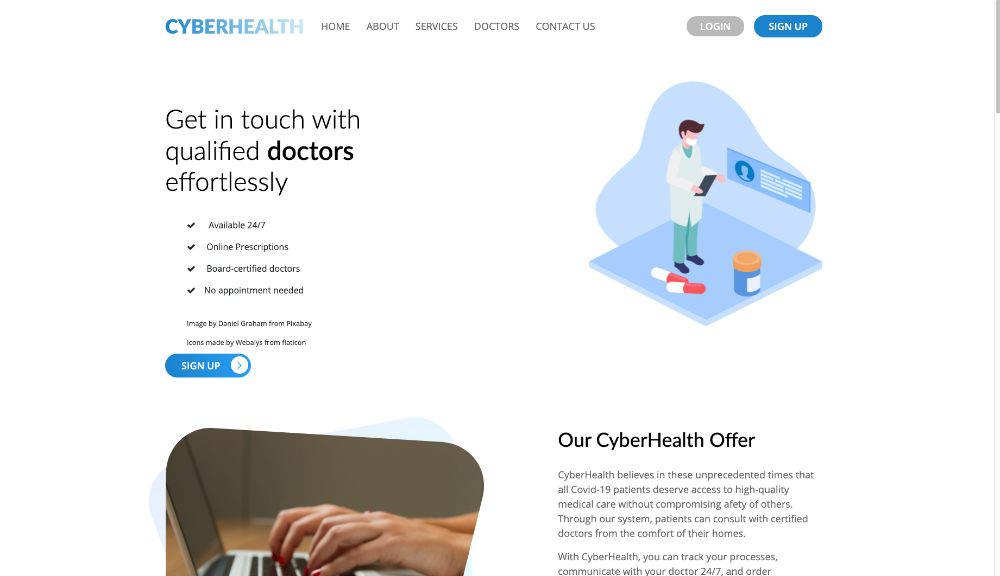 CYBERHEALTH HOME ABOUT SERVICES DOCTORS CONTACT US LOGIN SIGN UP
Get in touch with
qualified doctors
effortlessly
Available 24/7
Online Prescriptions
Board-certified doctors
No appointment needed
Image by Daniel Graham from Pixabay
Icons made by Webalys from flaticon
SIGN UP
Our CyberHealth Offer
CyberHealth believes in these unprecedented times that
all Covid-19 patients deserve access to high-quality
medical care without compromising afety of others.
Through our system, patients can consult with certified
doctors from the comfort of their homes.
With CyberHealth, you can track your processes,
communicate with your doctor 24/7, and order